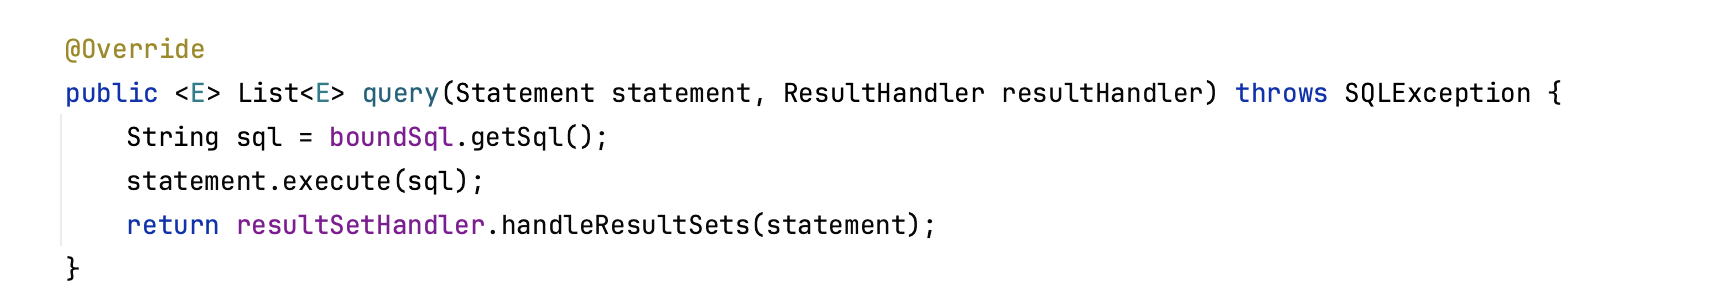 @Override
public <E> List<E> query(Statement statement, ResultHandler resultHandler) throws SQLException {
    String sql = boundSql.getSql();
    statement.execute(sql);
    return resultSetHandler.handleResultSets(statement);
}